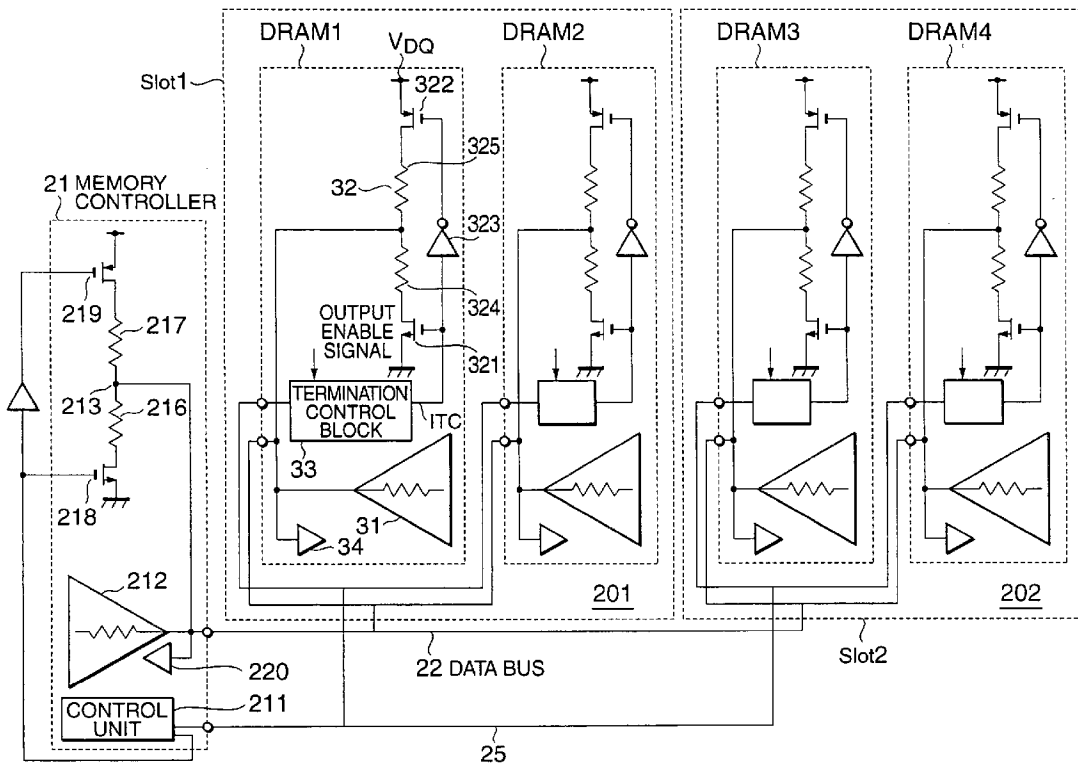 DRAM1
DRAM2
DRAM3
DRAM4
Slot1
VDQ
322
325
32
323
324
OUTPUT
ENABLE
SIGNAL
321
TERMINATION
CONTROL
BLOCK
ITC
33
31
34
201
202
Slot2
21 MEMORY
CONTROLLER
219
217
213
216
218
212
220
22 DATA BUS
211
CONTROL
UNIT
25